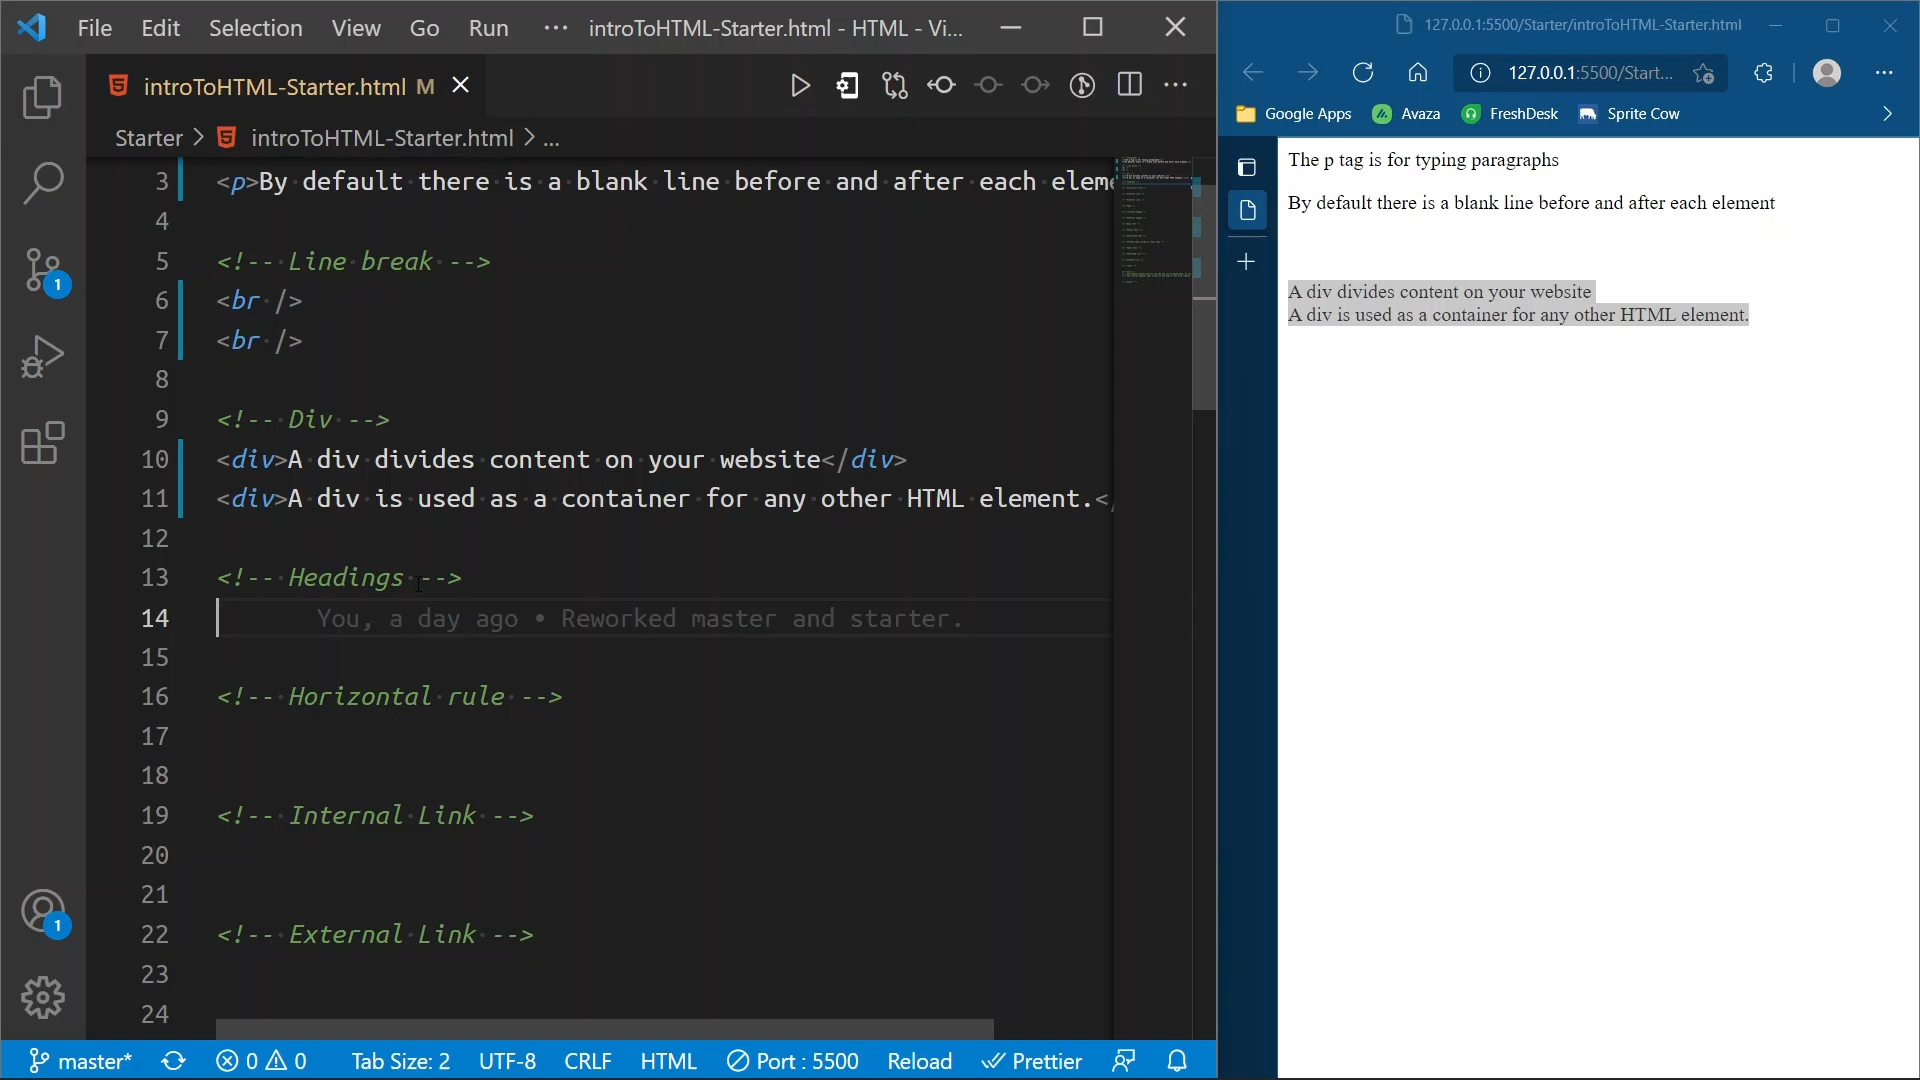 File Edit Selection View Go Run ··· introToHTML-Starter.html - HTML - Vi...
introToHTML-Starter.html M
Starter > introToHTML-Starter.html > ...
3 <p>By default there is a blank line before and after each eleme
4
5 <!-- Line break -->
6 <br />
7 <br />
8
9 <!-- Div -->
10 <div>A div divides content on your website</div>
11 <div>A div is used as a container for any other HTML element.</
12
13 <!-- Headings -->
14 You, a day ago • Reworked master and starter.
15
16 <!-- Horizontal rule -->
17
18
19 <!-- Internal Link -->
20
21
22 <!-- External Link -->
23
24
1
1
master* 0 0 Tab Size: 2 UTF-8 CRLF HTML Port : 5500 Reload Prettier
127.0.0.1:5500/Starter/introToHTML-Starter.html
127.0.0.1:5500/Start...
Google Apps Avaza FreshDesk Sprite Cow
The p tag is for typing paragraphs
By default there is a blank line before and after each element
A div divides content on your website
A div is used as a container for any other HTML element.